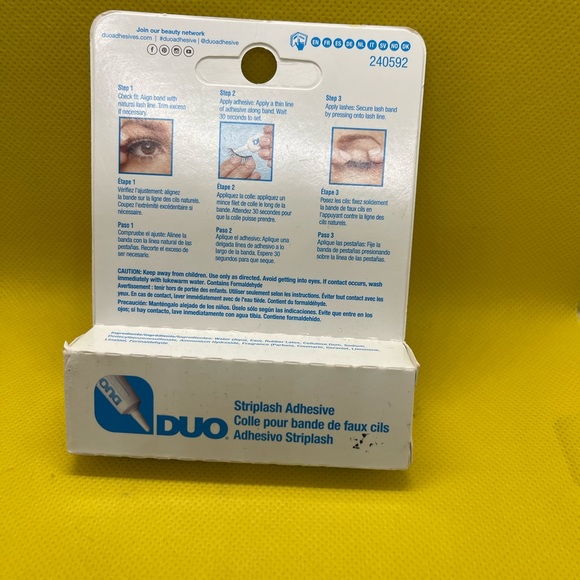 Join our beauty network
duoadhesives.com | #duoadhesive | @duoadhesive
EN FR ES DE NL IT SV NO DK
240592
Step 1
Check fit: Align band with
natural lash line. Trim excess
if necessary.
Step 2
Apply adhesive: Apply a thin line
of adhesive along band. Wait
30 seconds to set.
Step 3
Apply lashes: Secure lash band
by pressing onto lash line.
Étape 1
Vérifiez l'ajustement: alignez
la bande sur la ligne des cils naturels.
Coupez l'extrémité excédentaire si
nécessaire.
Étape 2
Appliquez la colle: appliquez un
minor filet de colle le long de la
bande. Attendez 30 secondes pour
que la colle puisse prendre.
Étape 3
Posez les cils: fixez solidement
la bande de faux cils en
l'appuyant contre la ligne des
cils naturels.
Paso 1
Compruebe el ajuste: Alinee la
banda con la línea natural de las
pestañas. Recorte el exceso de
ser necesario.
Paso 2
Aplique el adhesivo: Aplique una
delgada línea de adhesivo a lo
largo de la banda. Espere 30
segundos para que seque.
Paso 3
Aplique las pestañas: Fije la
banda de pestañas presionando
sobre la línea de las pestañas.
CAUTION: Keep away from children. Use only as directed. Avoid getting into eyes. If contact occurs, wash
immediately with lukewarm water. Contains Formaldehyde
Avertissement : tenir hors de portée des enfants. Utiliser seulement selon les instructions. Éviter tout contact avec les
yeux. En cas de contact, laver immédiatement avec de l'eau tiède. Contient du formaldéhyde.
Precaución: Manténgalo alejado de los niños. Úselo sólo según las indicaciones. Evite que entre en los
ojos; si hay contacto, lave inmediatamente con agua tibia. Contiene formaldehído.
DUO
DUO
Striplash Adhesive
Colle pour bande de faux cils
Adhesivo Striplash